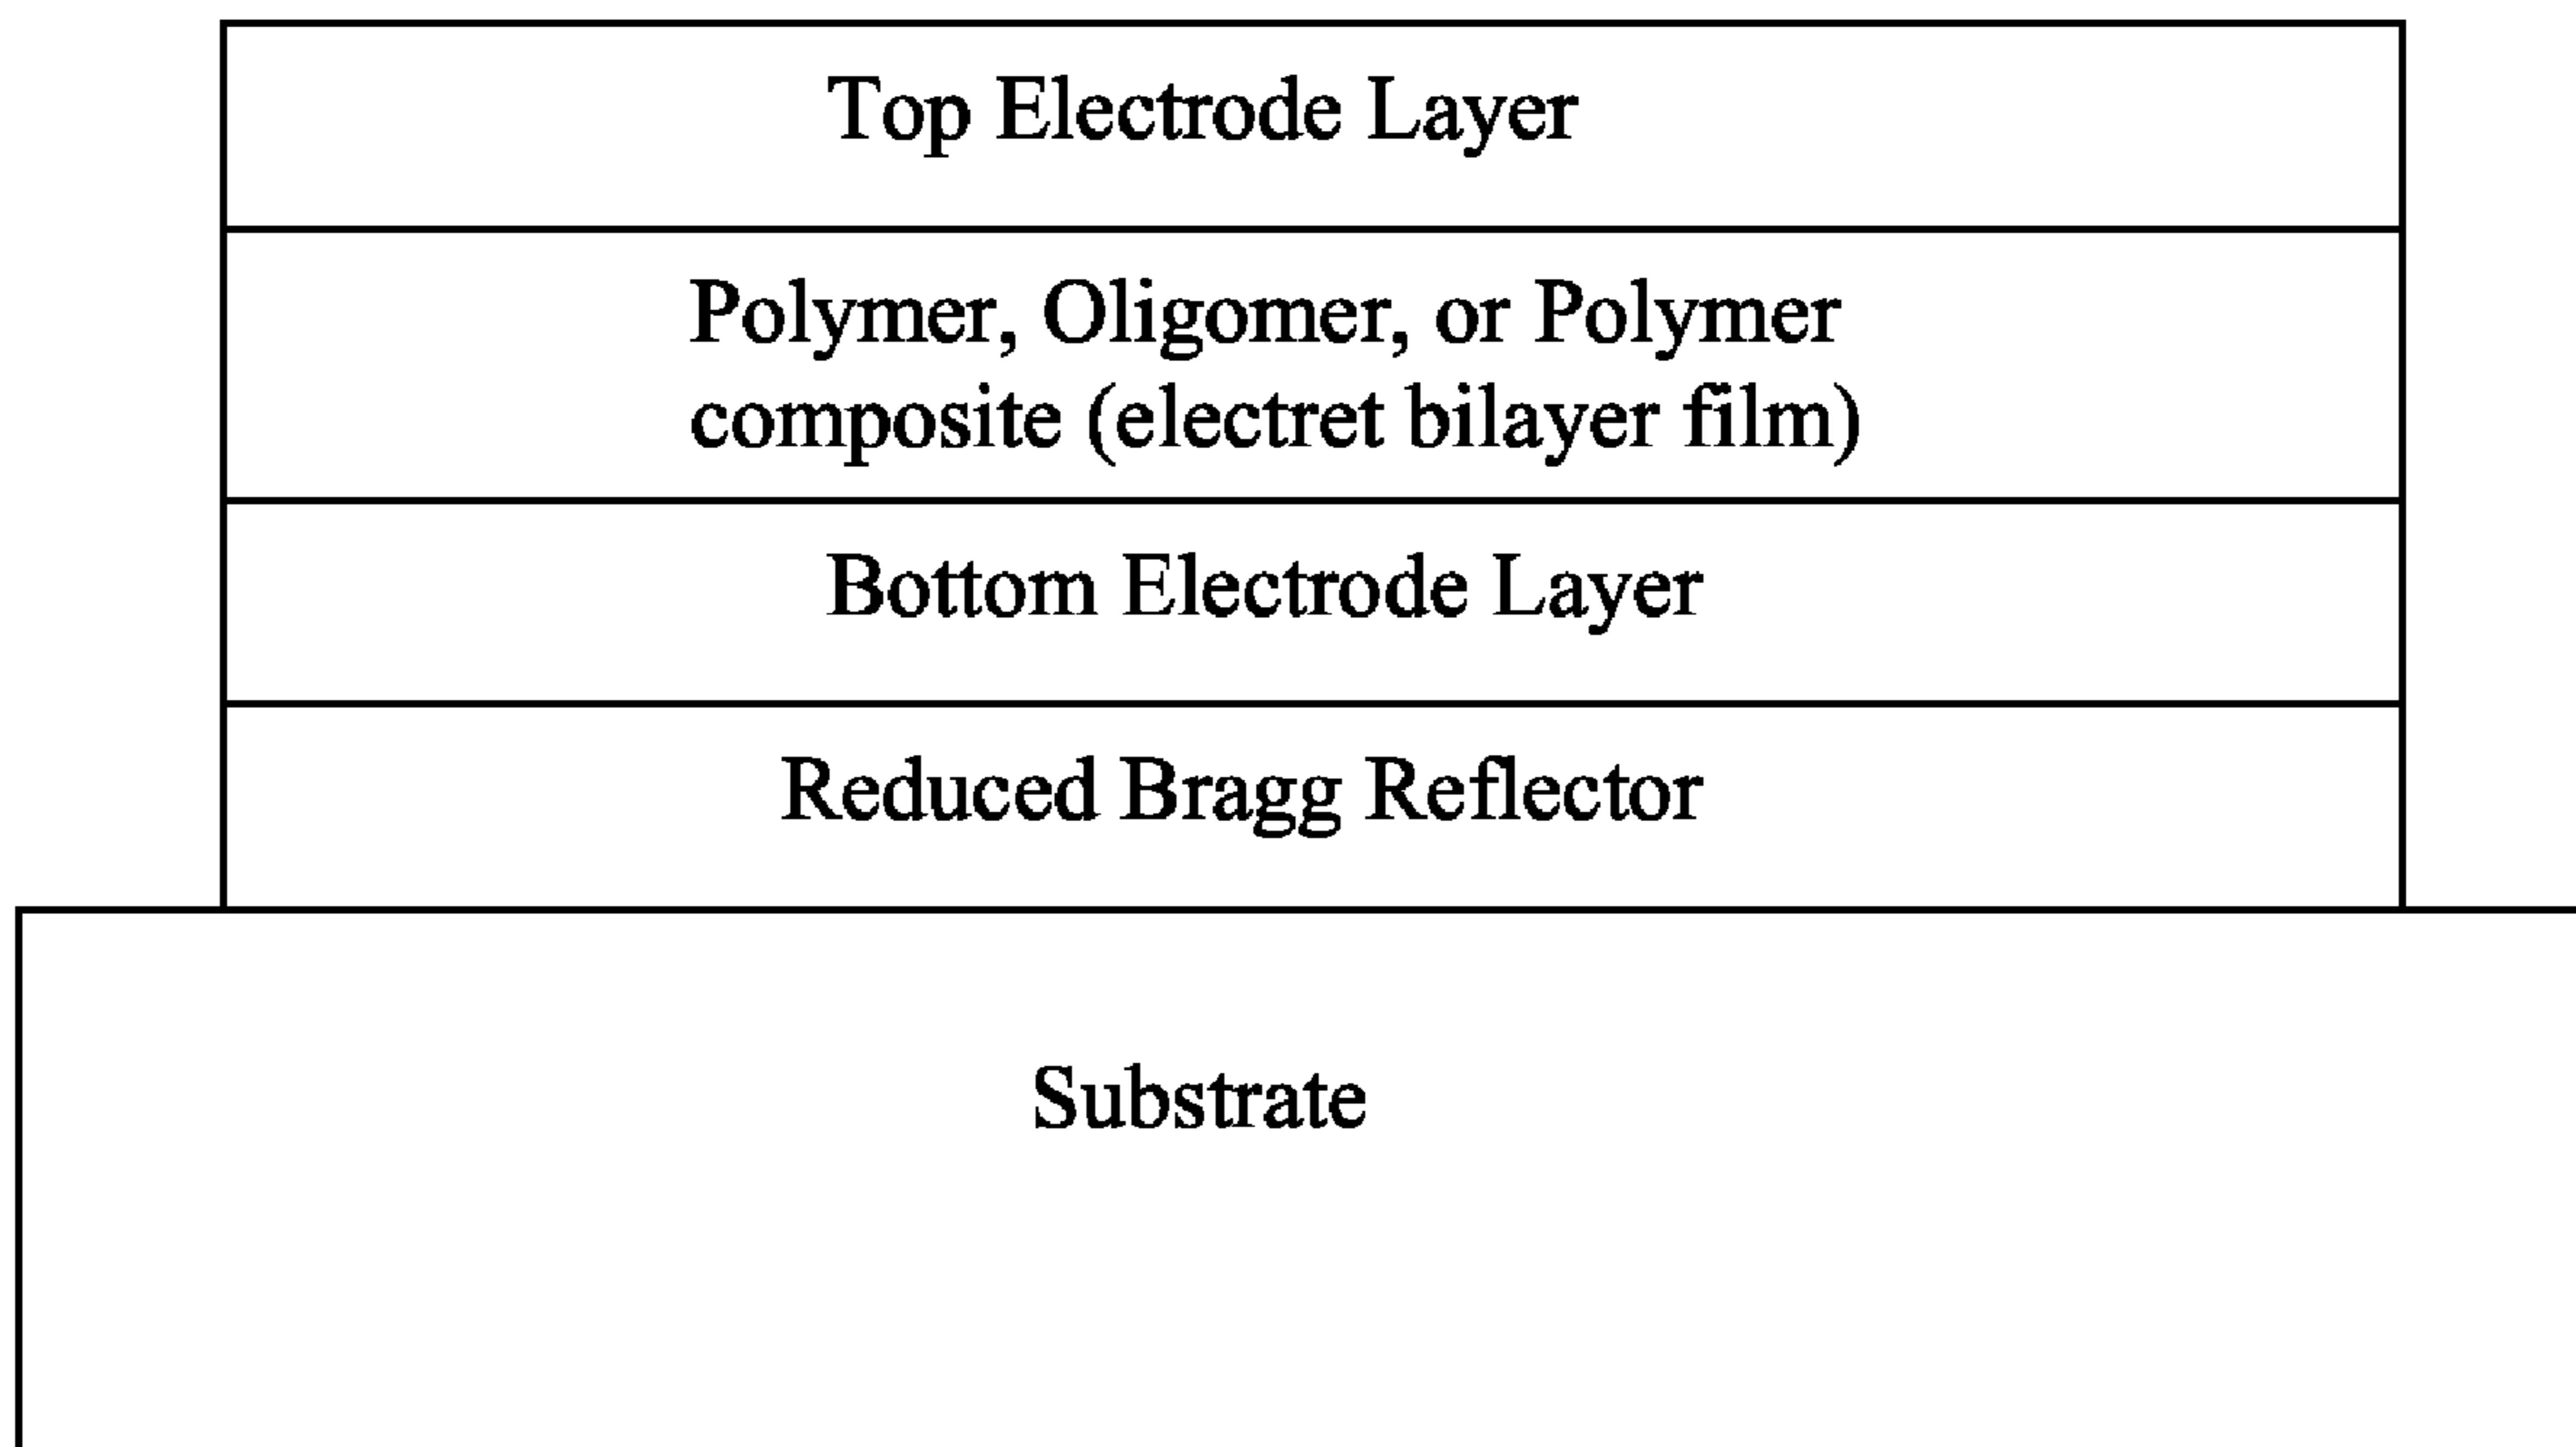 Top Electrode Layer
Polymer, Oligomer, or Polymer
composite (electret bilayer film)
Bottom Electrode Layer
Reduced Bragg Reflector
Substrate